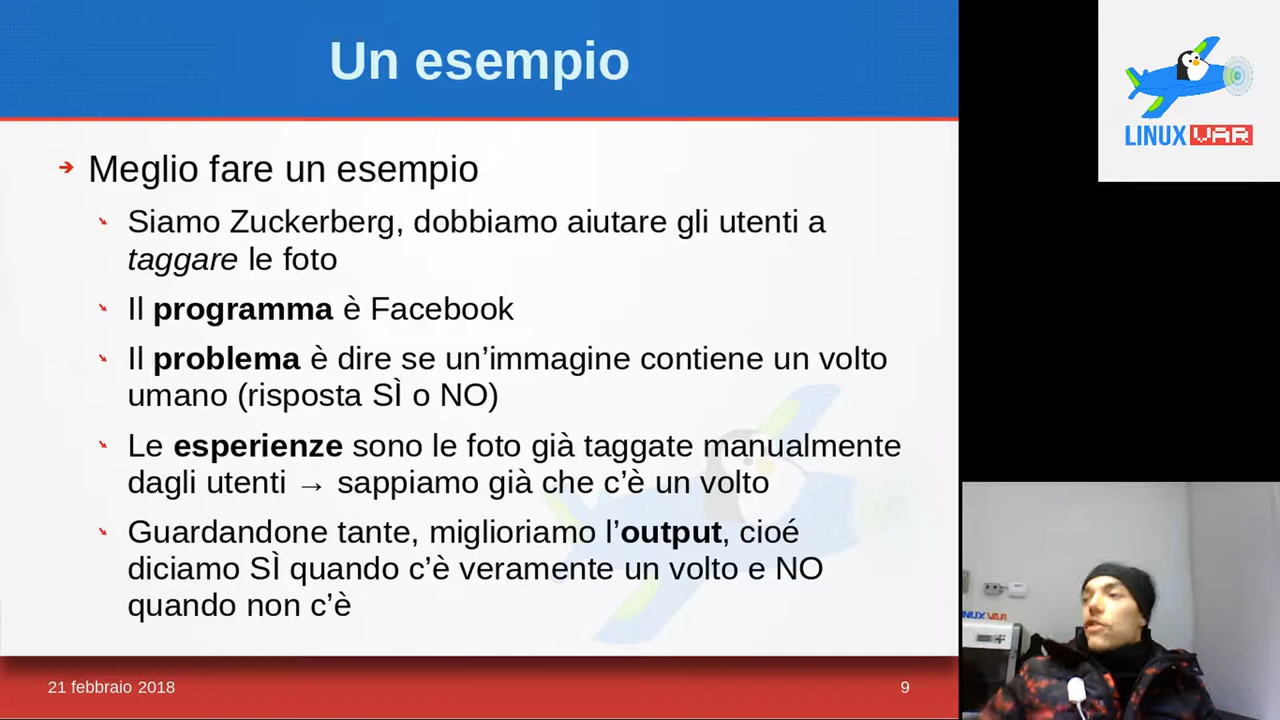 Un esempio
Meglio fare un esempio
Siamo Zuckerberg, dobbiamo aiutare gli utenti a
taggare le foto
Il programma è Facebook
Il problema è dire se un’immagine contiene un volto
umano (risposta SÌ o NO)
Le esperienze sono le foto già taggate manualmente
dagli utenti → sappiamo già che c’è un volto
Guardandone tante, miglioriamo l’output, cioé
diciamo SÌ quando c’è veramente un volto e NO
quando non c’è
21 febbraio 2018
9
LINUX VAR
LINUX VAR